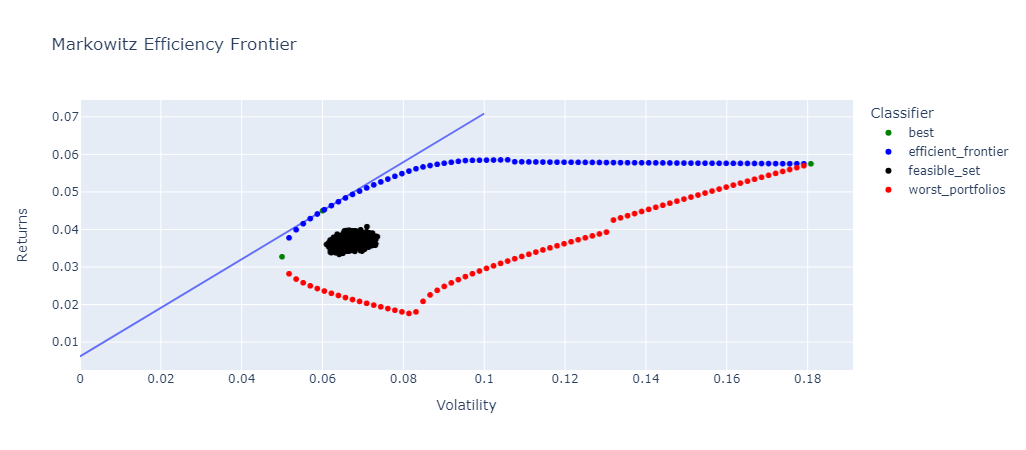 Markowitz Efficiency Frontier
Classifier
best
efficient_frontier
feasible_set
worst_portfolios
Returns
0.07
0.06
0.05
0.04
0.03
0.02
0.01
0
0.02
0.04
0.06
0.08
0.1
0.12
0.14
0.16
0.18
Volatility